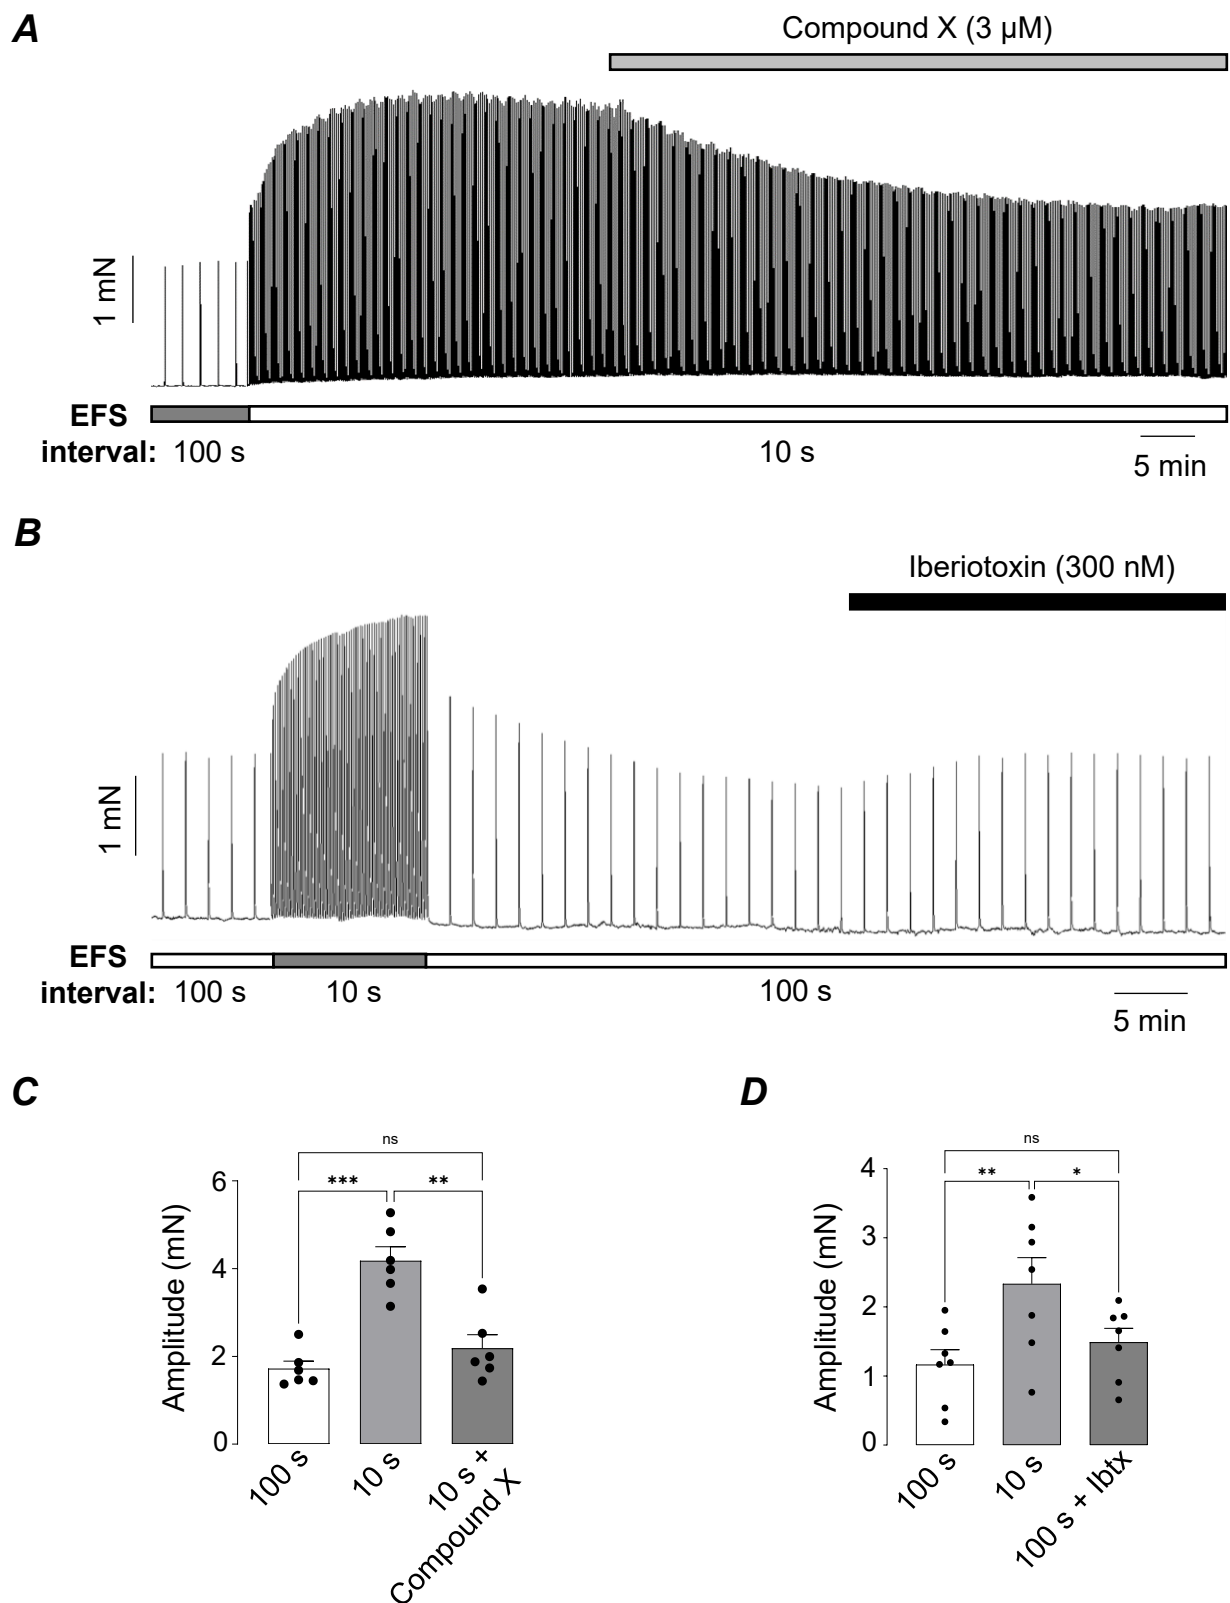 A
Compound X (3 µM)
1 mN
EFS
interval: 100 s 10 s
5 min
B
Iberiotoxin (300 nM)
1 mN
EFS
interval: 100 s 10 s 100 s
5 min
C
ns
*** **
6
4
2
0
Amplitude (mN)
100 s
10 s
10 s +
Compound X
D
ns
** *
4
3
2
1
0
Amplitude (mN)
100 s
10 s
100 s + Ibtx